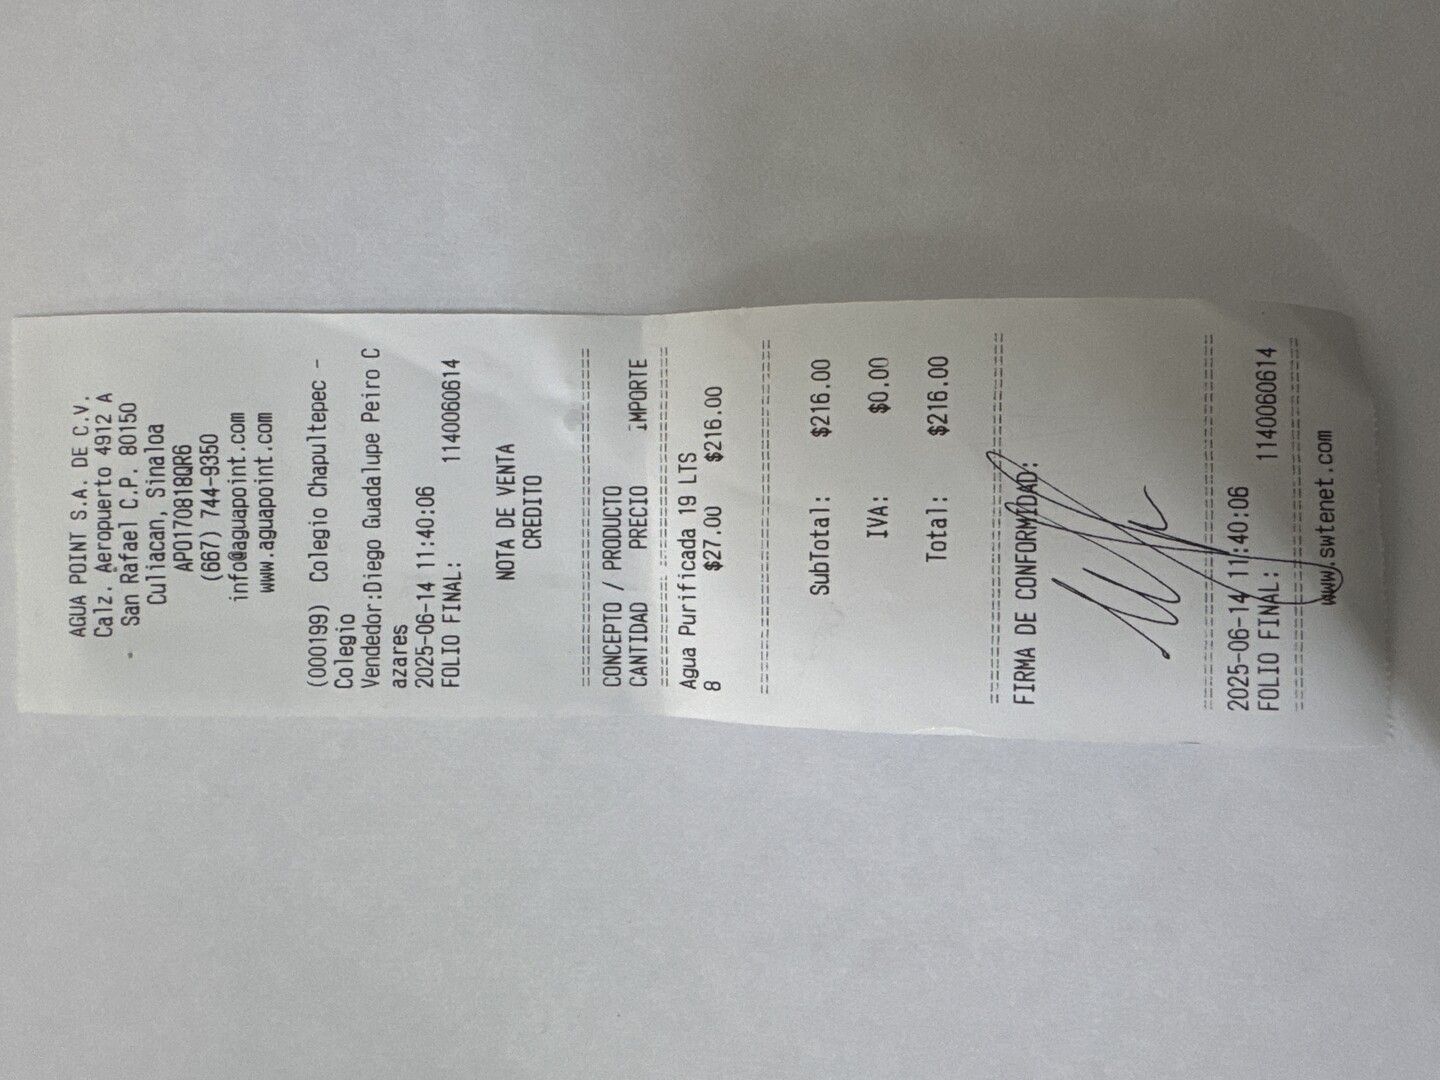 AGUA POINT S.A. DE C.V.
Calz. Aeropuerto 4912 A
San Rafael C.P. 80150
Culiacan, Sinaloa
APO170818QR6
(667) 744-9350
info@aguapoint.com
www.aguapoint.com
(000199) Colegio Chapultepec -
Colegio
Vendedor:Diego Guadalupe Peiro C
azares
2025-06-14 11:40:06
FOLIO FINAL: 1140060614
NOTA DE VENTA
CREDITO
================================
CONCEPTO / PRODUCTO
CANTIDAD PRECIO IMPORTE
================================
Agua Purificada 19 LTS
8 $27.00 $216.00
================================
SubTotal: $216.00
IVA: $0.00
Total: $216.00
================================
FIRMA DE CONFORMIDAD:
================================
2025-06-14 11:40:06
FOLIO FINAL: 1140060614
================================
www.swtenet.com